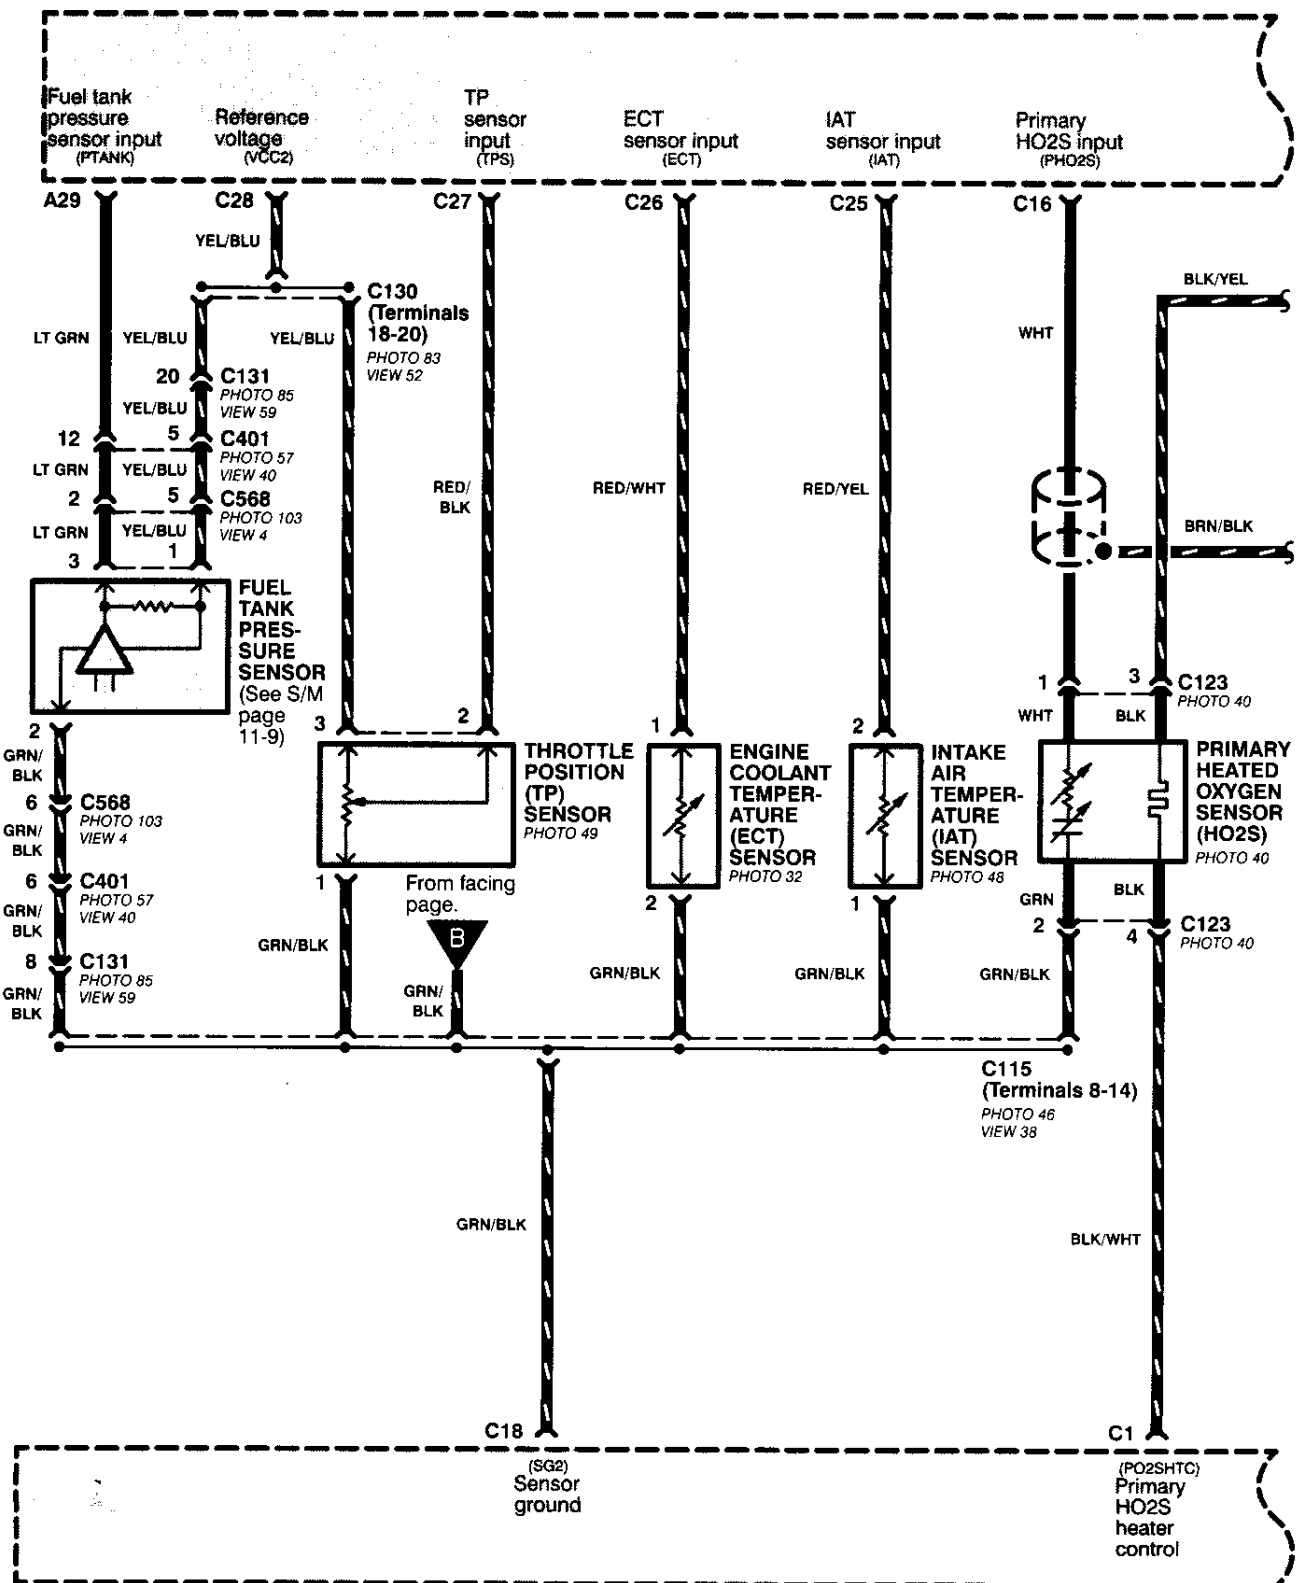 Fuel tank
pressure
sensor input
(PTANK)
Reference
voltage
(VCC2)
TP
sensor
input
(TPS)
ECT
sensor input
(ECT)
IAT
sensor input
(IAT)
Primary
HO2S input
(PHO2S)
A29
C28
C27
C26
C25
C16
YEL/BLU
BLK/YEL
C130
(Terminals
18-20)
PHOTO 83
VIEW 52
LT GRN
YEL/BLU
YEL/BLU
WHT
20
C131
PHOTO 85
VIEW 59
YEL/BLU
12
5
C401
PHOTO 57
VIEW 40
LT GRN
YEL/BLU
2
5
C568
PHOTO 103
VIEW 4
LT GRN
YEL/BLU
3
1
RED/
BLK
RED/WHT
RED/YEL
BRN/BLK
FUEL
TANK
PRES-
SURE
SENSOR
(See S/M
page
11-9)
1
3
C123
PHOTO 40
WHT
BLK
2
3
2
1
2
GRN/
BLK
THROTTLE
POSITION
(TP)
SENSOR
PHOTO 49
ENGINE
COOLANT
TEMPER-
ATURE
(ECT)
SENSOR
PHOTO 32
INTAKE
AIR
TEMPER-
ATURE
(IAT)
SENSOR
PHOTO 48
PRIMARY
HEATED
OXYGEN
SENSOR
(HO2S)
PHOTO 40
6
C568
PHOTO 103
VIEW 4
GRN/
BLK
6
C401
PHOTO 57
VIEW 40
GRN/
BLK
8
C131
PHOTO 85
VIEW 59
GRN/
BLK
1
From facing
page.
B
2
1
GRN
BLK
2
4
C123
PHOTO 40
GRN/BLK
GRN/
BLK
GRN/BLK
GRN/BLK
GRN/BLK
C115
(Terminals 8-14)
PHOTO 46
VIEW 38
GRN/BLK
BLK/WHT
C18
C1
(SG2)
Sensor
ground
(PO2SHTC)
Primary
HO2S
heater
control